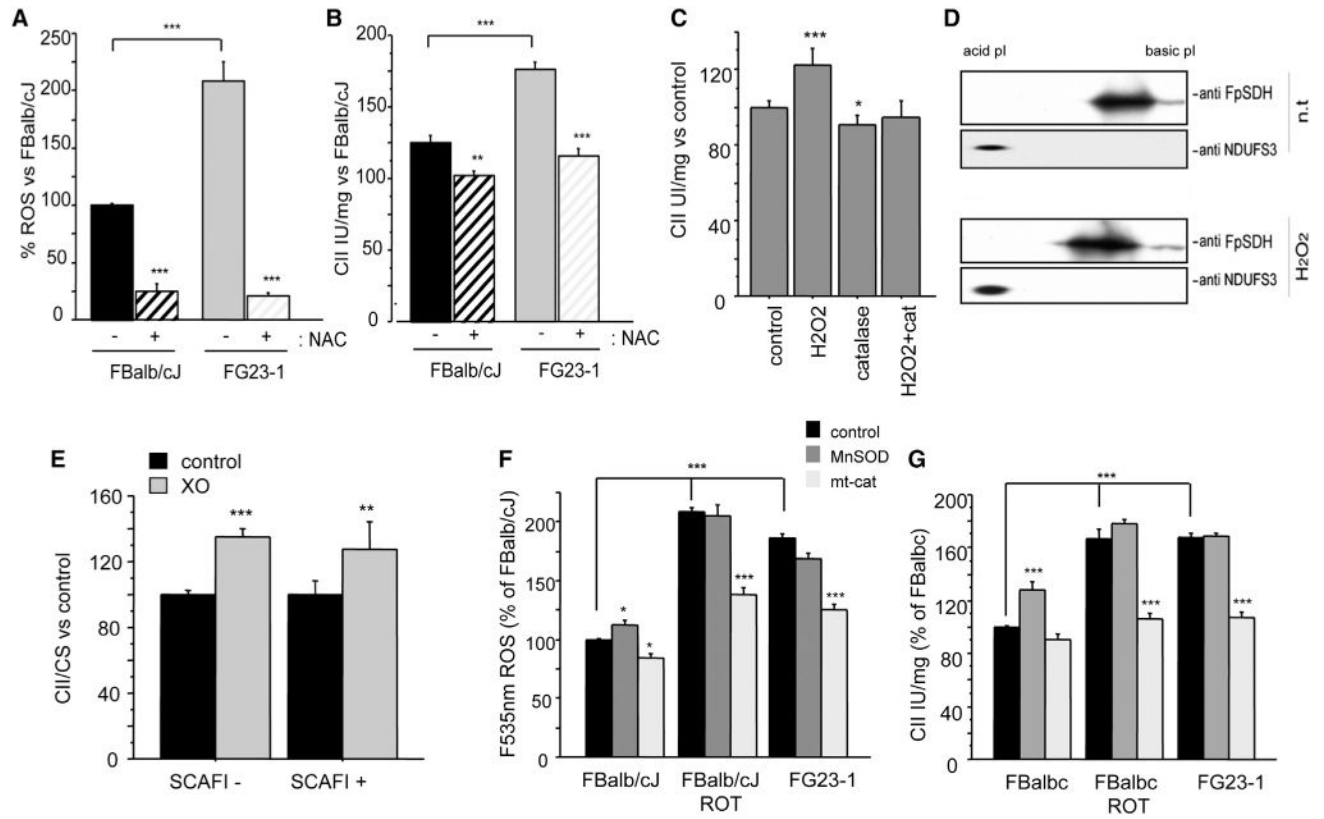 A
% ROS vs FBalb/cJ
250
200
150
100
50
0
***
***
***
- + - + : NAC
FBalb/cJ FG23-1
B
CII IU/mg vs FBalb/cJ
200
175
150
125
100
75
50
0
***
**
***
- + - + : NAC
FBalb/cJ FG23-1
C
CII UI/mg vs control
120
80
40
0
***
*
control
H2O2
catalase
H2O2+cat
D
acid pI basic pI
-anti FpSDH
-anti NDUFS3
n.t
-anti FpSDH
-anti NDUFS3
H2O2
E
control
XO
CII/CS vs control
160
120
80
40
0
***
**
SCAFI - SCAFI +
control
MnSOD
mt-cat
F
F535nm ROS (% of FBalb/cJ)
200
150
100
50
0
***
*
*
***
***
FBalb/cJ FBalb/cJ FG23-1
ROT
G
CII IU/mg (% of FBalbc)
200
160
120
80
40
0
***
***
***
***
FBalbc FBalbc FG23-1
ROT